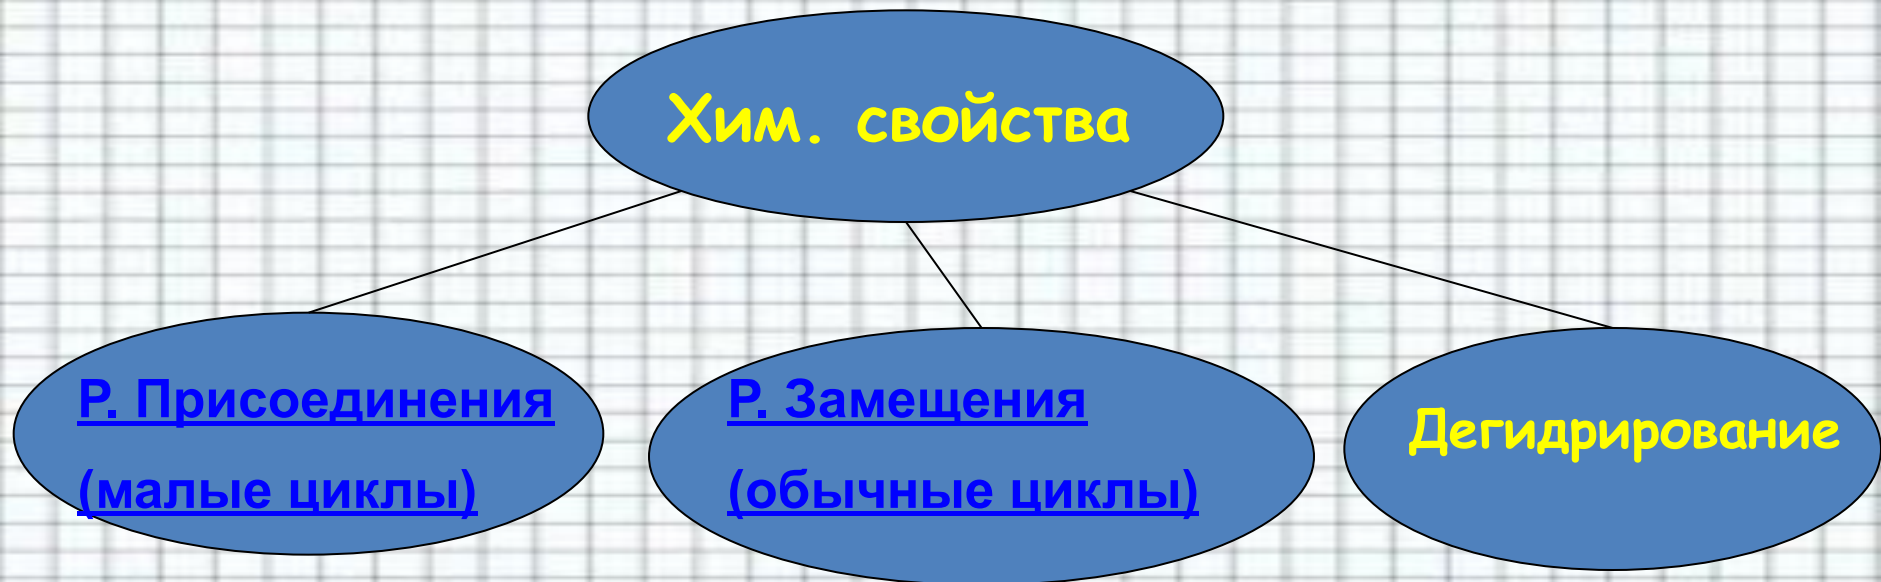 Хим. свойства
Р. Присоединения
(малые циклы)
Р. Замещения
(обычные циклы)
Дегидрирование